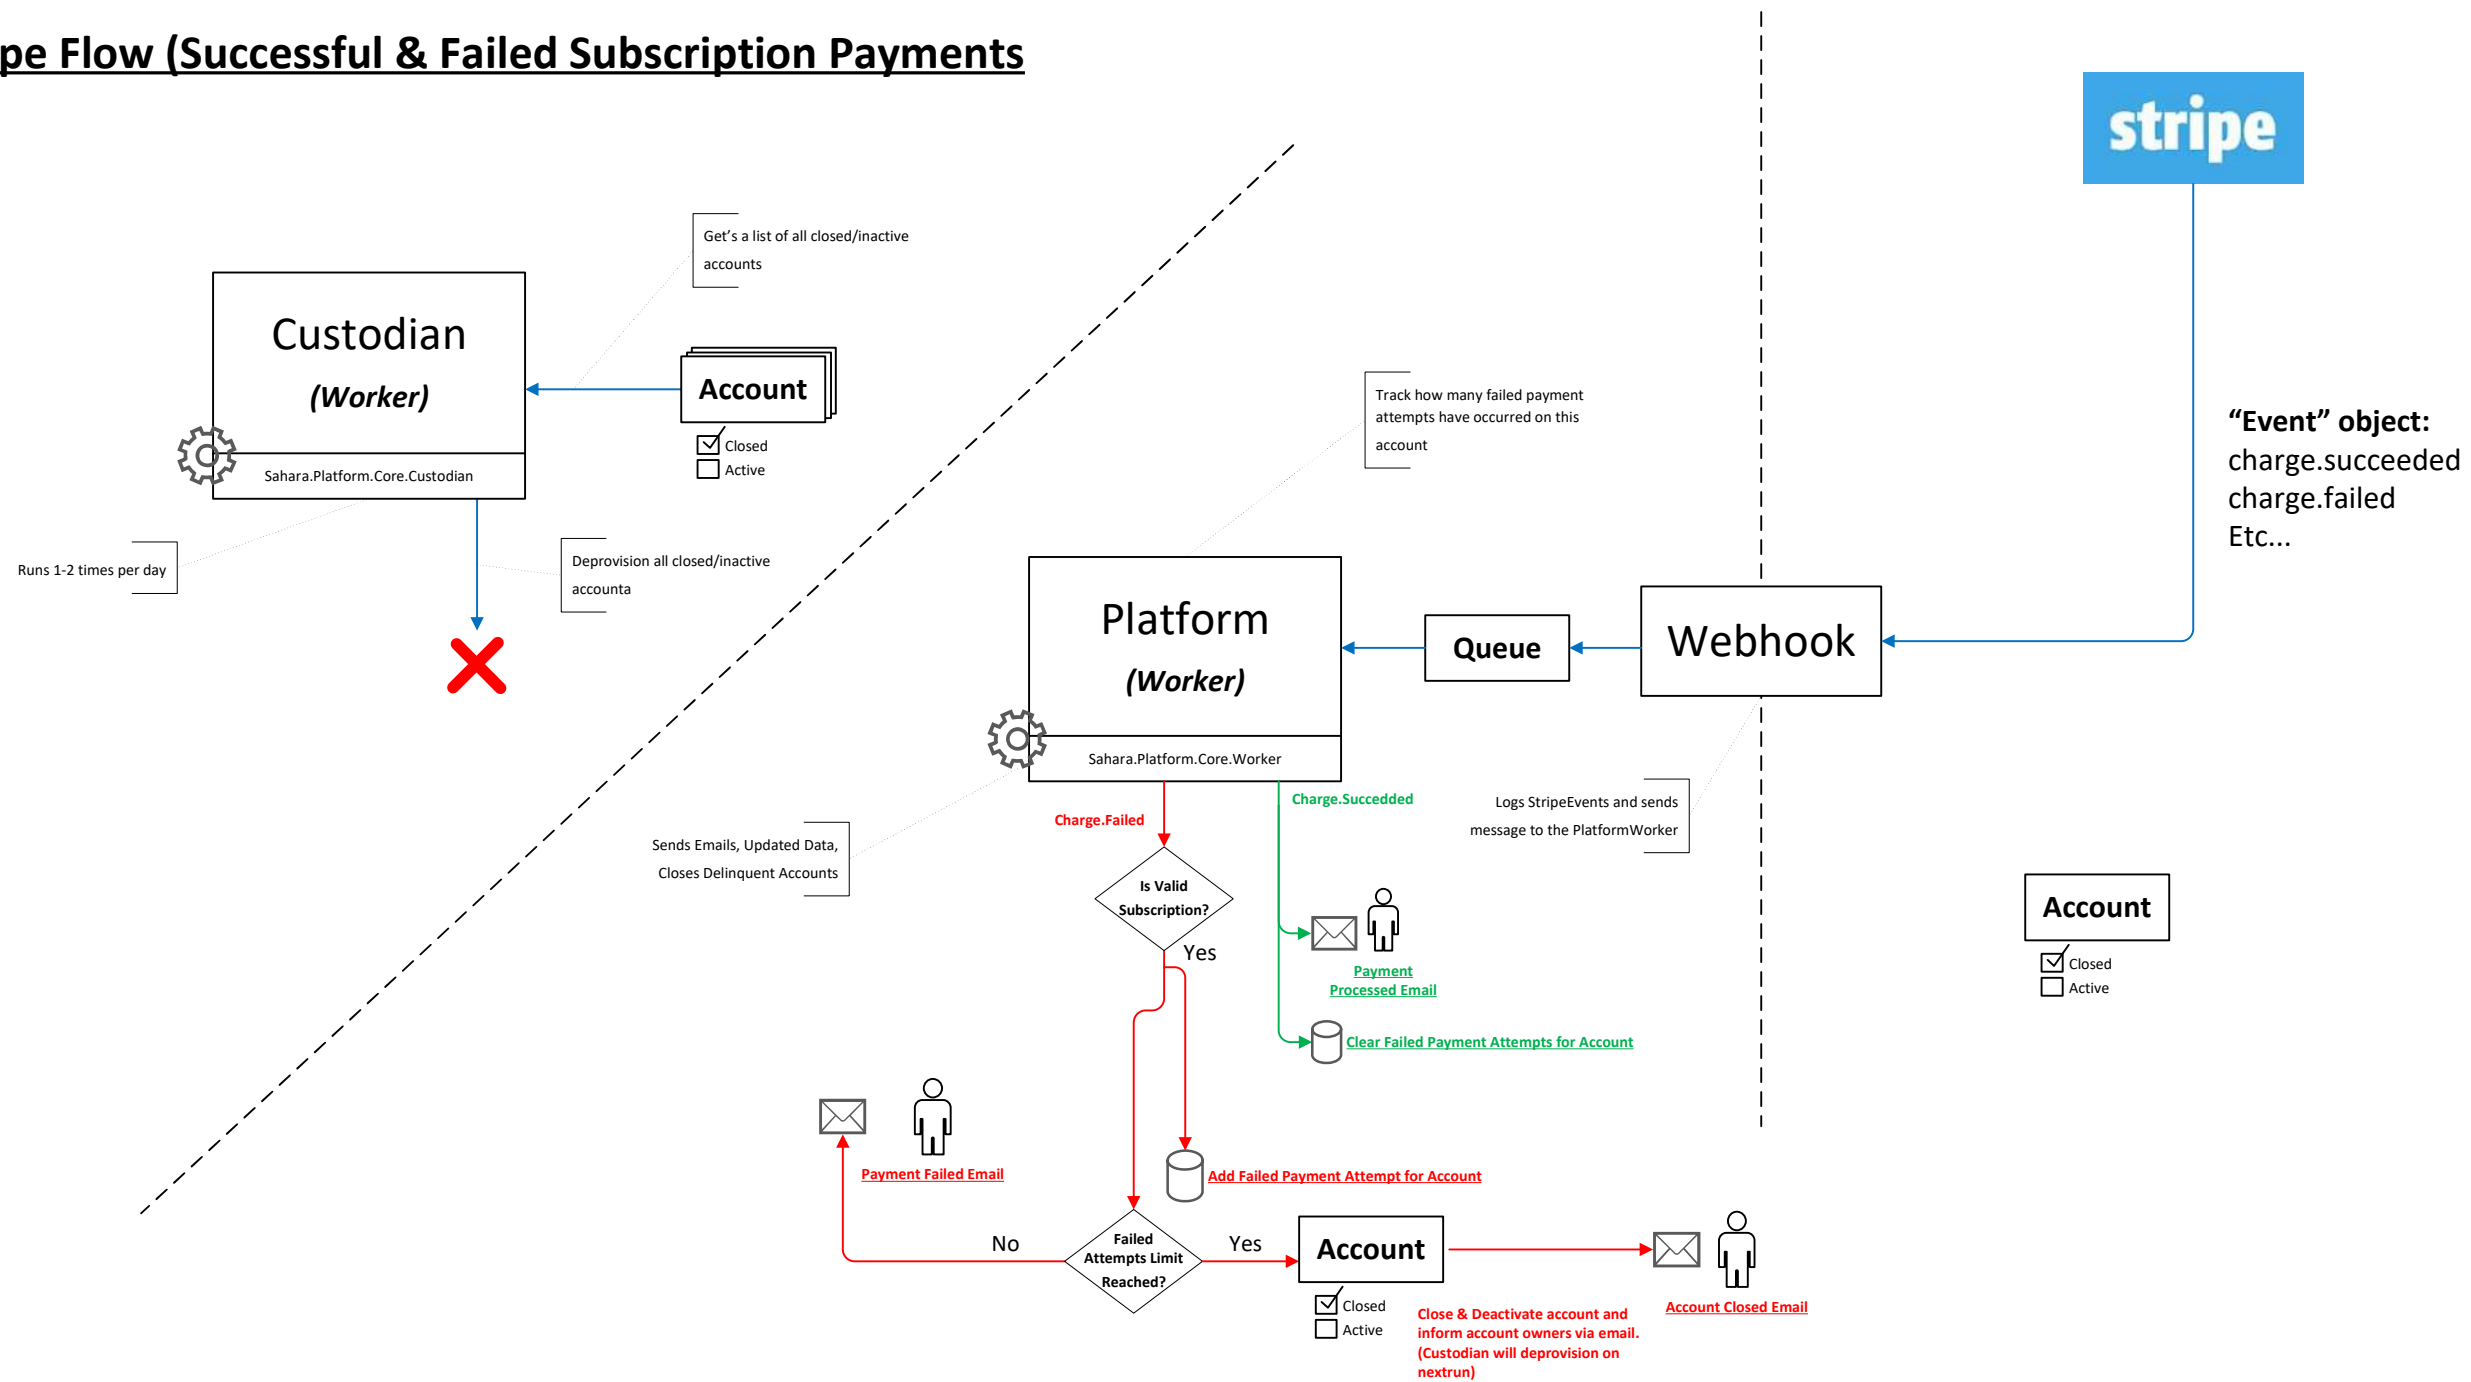 pe Flow (Successful & Failed Subscription Payments
stripe
Get's a list of all closed/inactive
accounts
Custodian
(Worker)
Sahara.Platform.Core.Custodian
Account
Closed
Active
Runs 1-2 times per day
Deprovision all closed/inactive
accounta
Track how many failed payment
attempts have occurred on this
account
“Event” object:
charge.succeeded
charge.failed
Etc...
Platform
(Worker)
Sahara.Platform.Core.Worker
Queue
Webhook
Charge.Failed
Charge.Succedded
Logs StripeEvents and sends
message to the PlatformWorker
Sends Emails, Updated Data,
Closes Delinquent Accounts
Is Valid
Subscription?
Yes
Payment
Processed Email
Clear Failed Payment Attempts for Account
Account
Closed
Active
Payment Failed Email
Add Failed Payment Attempt for Account
No
Failed
Attempts Limit
Reached?
Yes
Account
Closed
Active
Close & Deactivate account and
inform account owners via email.
(Custodian will deprovision on
nextrun)
Account Closed Email